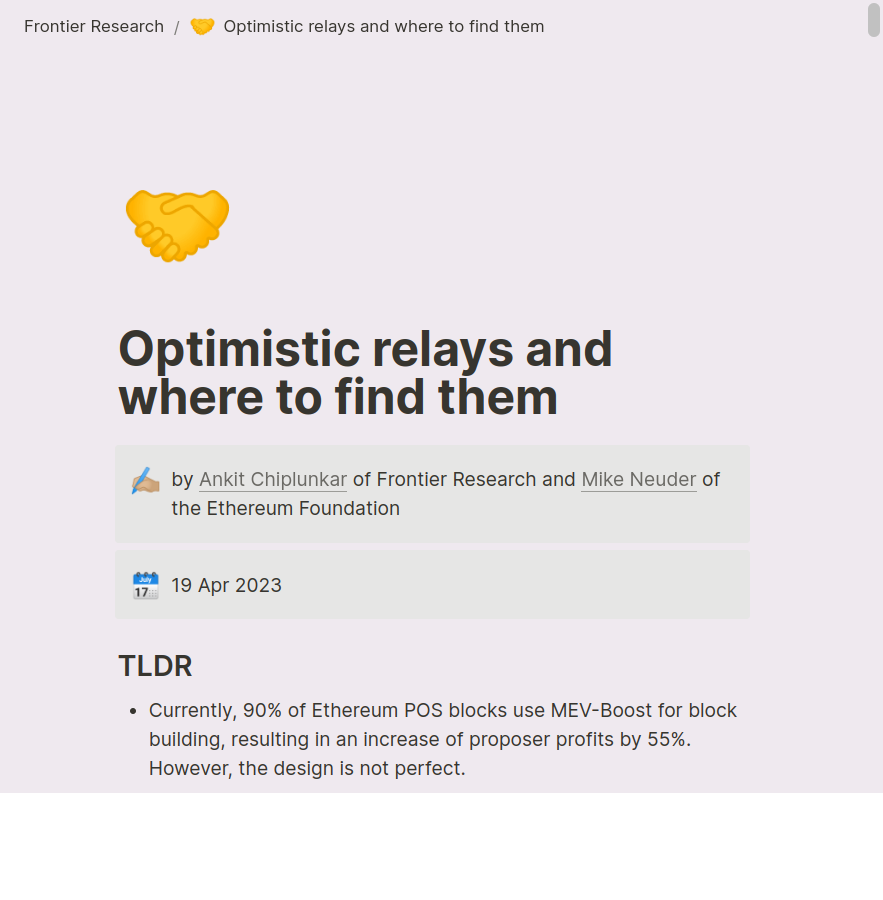 Frontier Research / Optimistic relays and where to find them
Optimistic relays and
where to find them
by Ankit Chiplunkar of Frontier Research and Mike Neuder of
the Ethereum Foundation
July
17
19 Apr 2023
TLDR
• Currently, 90% of Ethereum POS blocks use MEV-Boost for block
building, resulting in an increase of proposer profits by 55%.
However, the design is not perfect.